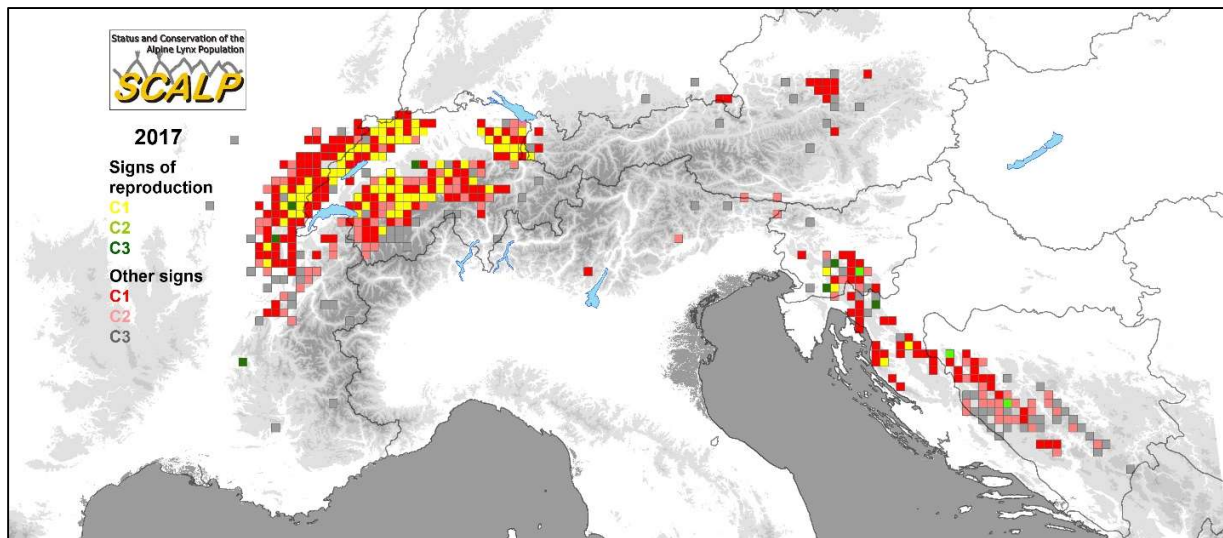 Status and Conservation of the
Alpine Lynx Population
SCALP
2017
Signs of
reproduction
C1
C2
C3
Other signs
C1
C2
C3